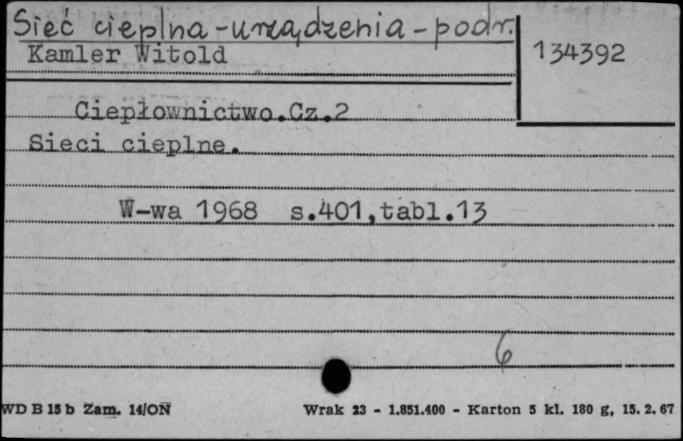 Sieć cieplna - urządzenia - podr.
Kamler Witold
134392
Ciepłownictwo.Cz.2
Sieci cieplne.
W-wa 1968 s.401,tabl.13
6
WD B 15 b Zam. 14/ON
Wrak 23 - 1.851.400 - Karton 5 kl. 180 g, 15. 2. 67